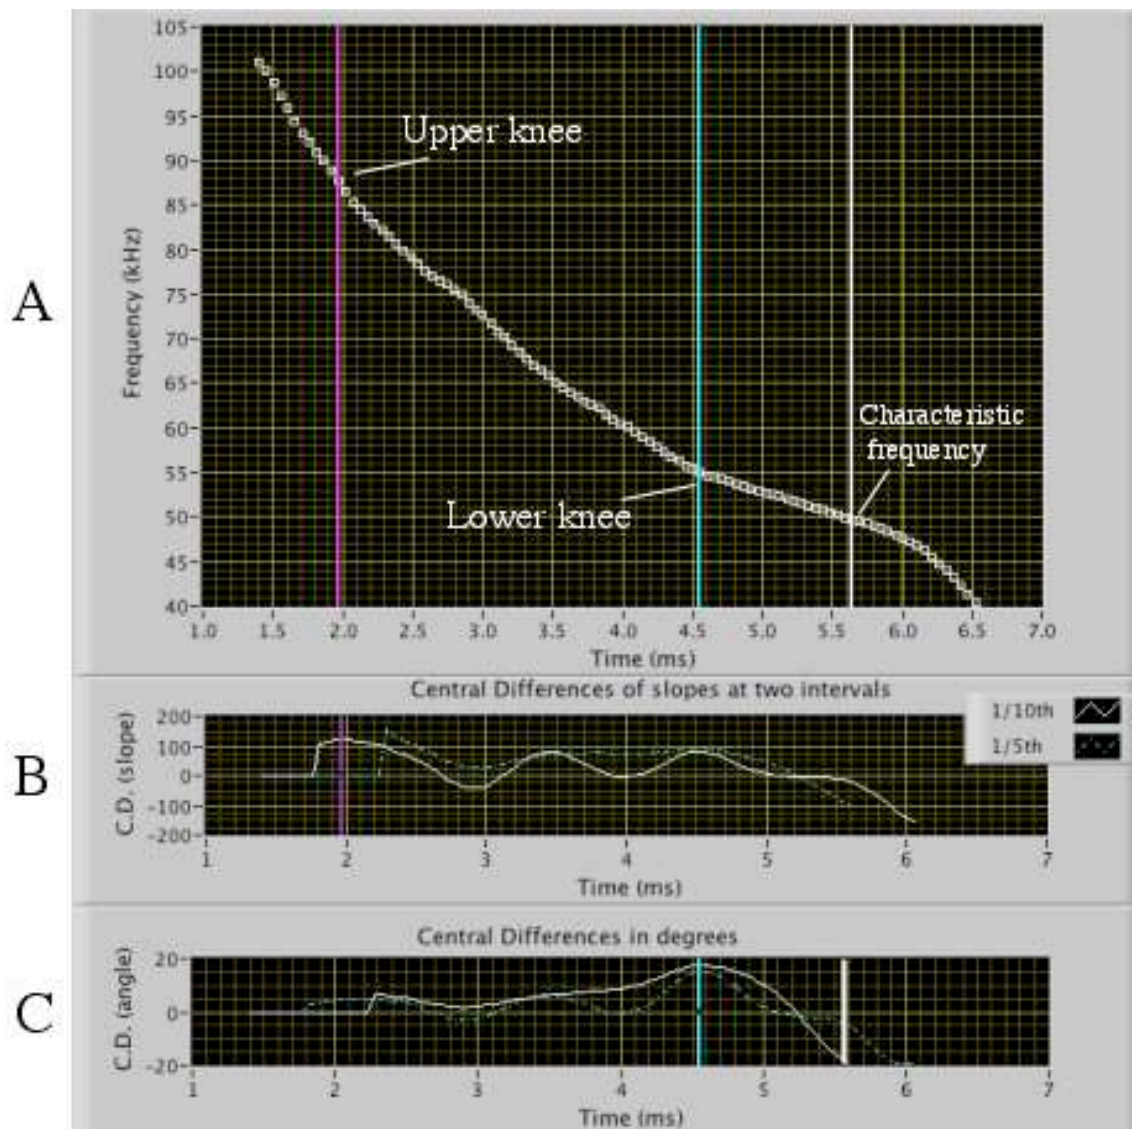 A
105
100
95
90
85
80
75
70
65
60
55
50
45
40
Frequency (kHz)
Upper knee
Lower knee
Characteristic
frequency
1.0 1.5 2.0 2.5 3.0 3.5 4.0 4.5 5.0 5.5 6.0 6.5 7.0
Time (ms)
B
Central Differences of slopes at two intervals
1/10th
1/5th
200
100
0
-100
-200
C.D. (slope)
1 2 3 4 5 6 7
Time (ms)
C
Central Differences in degrees
20
0
-20
C.D. (angle)
1 2 3 4 5 6 7
Time (ms)